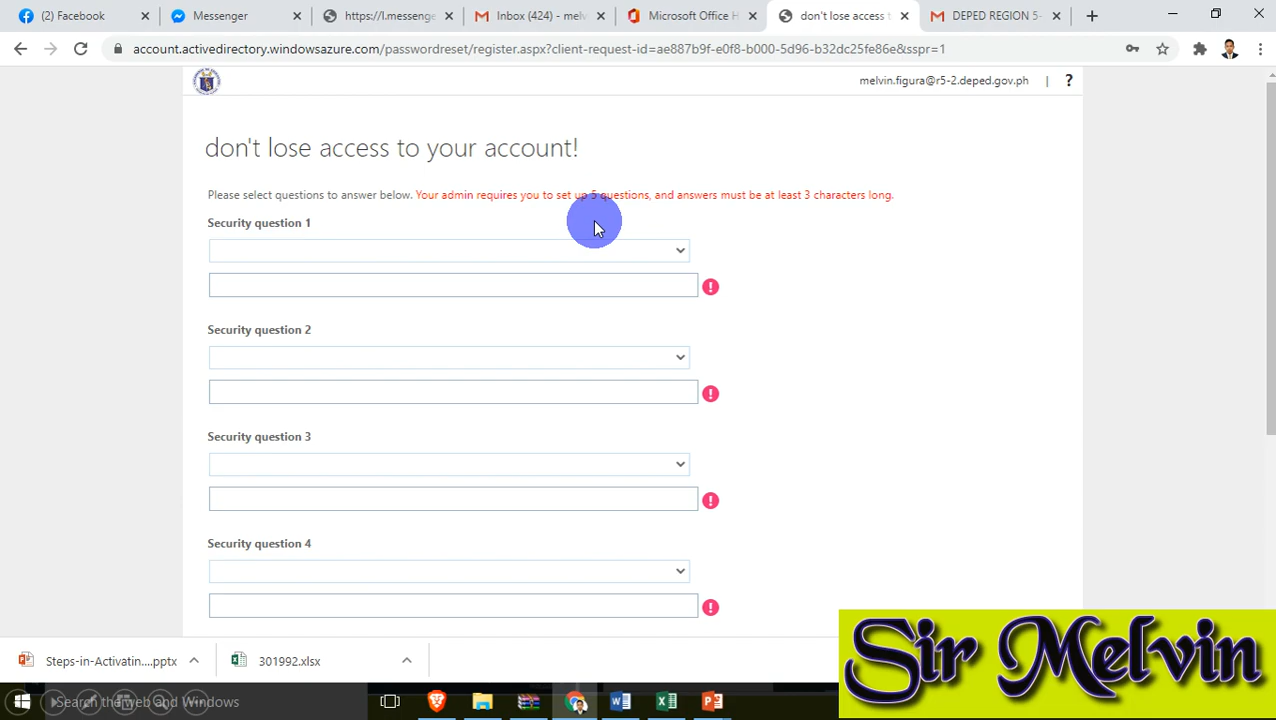 (2) Facebook
Messenger
https://l.messenge
Inbox (424) - melv
Microsoft Office H
don't lose access t
DEPED REGION 5-
account.activedirectory.windowsazure.com/passwordreset/register.aspx?client-request-id=ae887b9f-e0f8-b000-5d96-b32dc25fe86e&sspr=1
melvin.figura@r5-2.deped.gov.ph | ?
don't lose access to your account!
Please select questions to answer below. Your admin requires you to set up 5 questions, and answers must be at least 3 characters long.
Security question 1
!
Security question 2
!
Security question 3
!
Security question 4
!
Steps-in-Activatin....pptx
301992.xlsx
Sir Melvin
Search the web and Windows